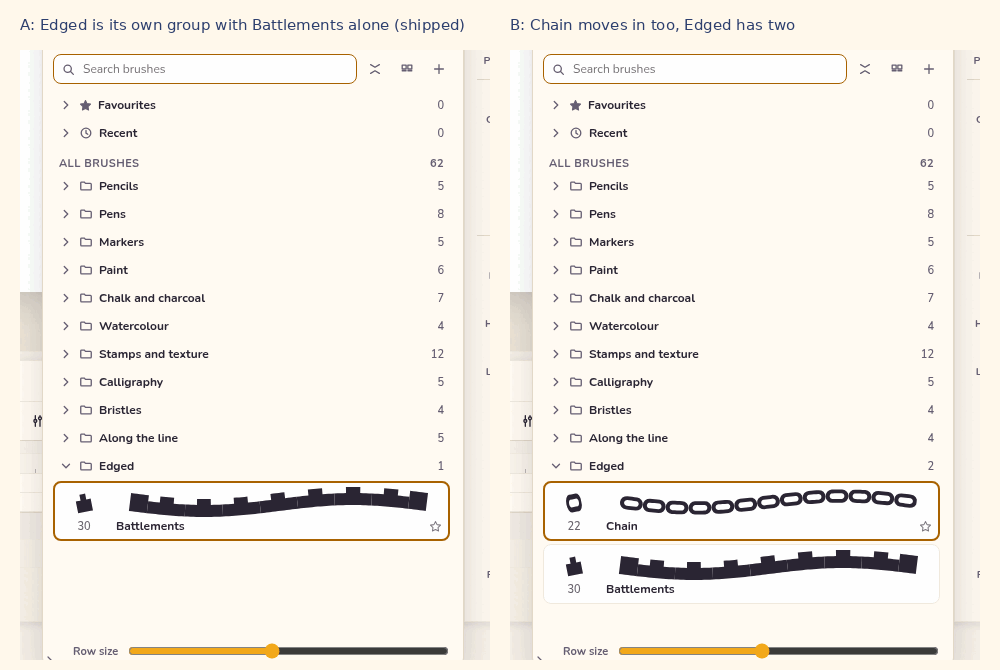 A: Edged is its own group with Battlements alone (shipped)
Search brushes
Favourites 0
Recent 0
ALL BRUSHES 62
Pencils 5
Pens 8
Markers 5
Paint 6
Chalk and charcoal 7
Watercolour 4
Stamps and texture 12
Calligraphy 5
Bristles 4
Along the line 5
Edged 1
30 Battlements
Row size
B: Chain moves in too, Edged has two
Search brushes
Favourites 0
Recent 0
ALL BRUSHES 62
Pencils 5
Pens 8
Markers 5
Paint 6
Chalk and charcoal 7
Watercolour 4
Stamps and texture 12
Calligraphy 5
Bristles 4
Along the line 4
Edged 2
22 Chain
30 Battlements
Row size